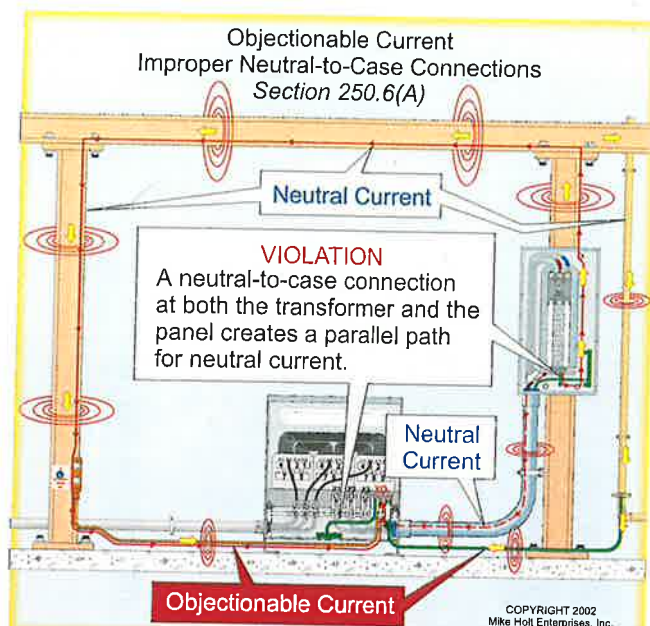 Objectionable Current
Improper Neutral-to-Case Connections
Section 250.6(A)
Neutral Current
VIOLATION
A neutral-to-case connection
at both the transformer and the
panel creates a parallel path
for neutral current.
Neutral
Current
Objectionable Current
COPYRIGHT 2002
Mike Holt Enterprises, Inc.